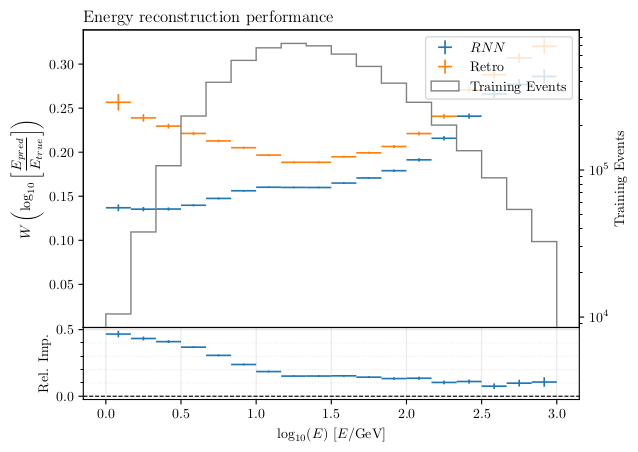 Energy reconstruction performance
W ( log10 [ Epred / Etrue ] )
0.30
0.25
0.20
0.15
0.10
0.05
RNN
Retro
Training Events
10^5
10^4
Training Events
Rel. Imp.
0.5
0.0
0.0 0.5 1.0 1.5 2.0 2.5 3.0
log10(E) [E/GeV]